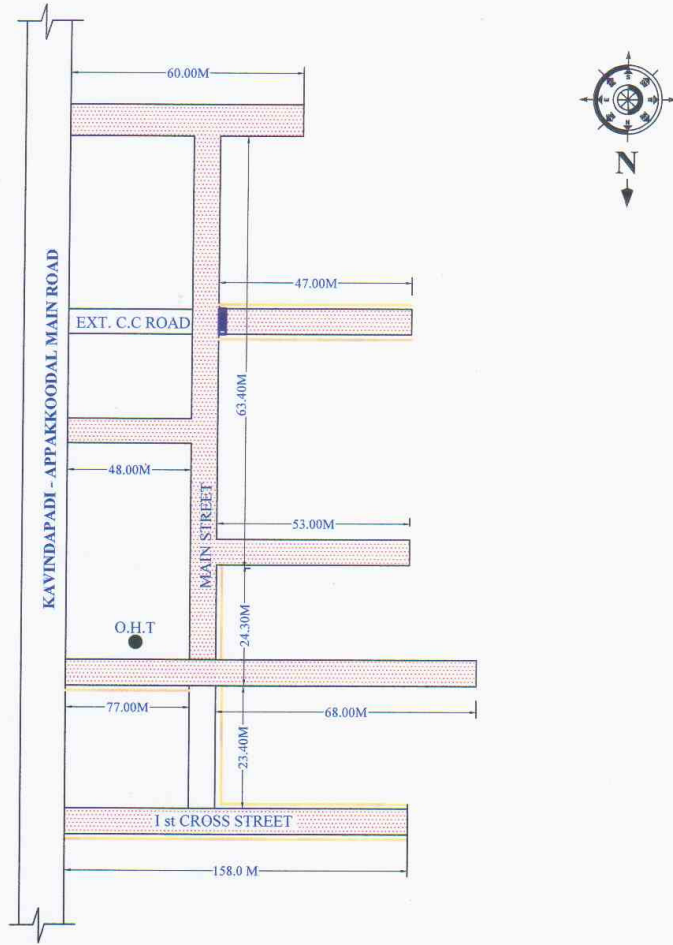 60.00M
N
47.00M
EXT. C.C ROAD
KAVINDAPADI - APPAKKOODAL MAIN ROAD
63.40M
48.00M
MAIN STREET
53.00M
O.H.T
24.30M
77.00M
68.00M
23.40M
I st CROSS STREET
158.0 M